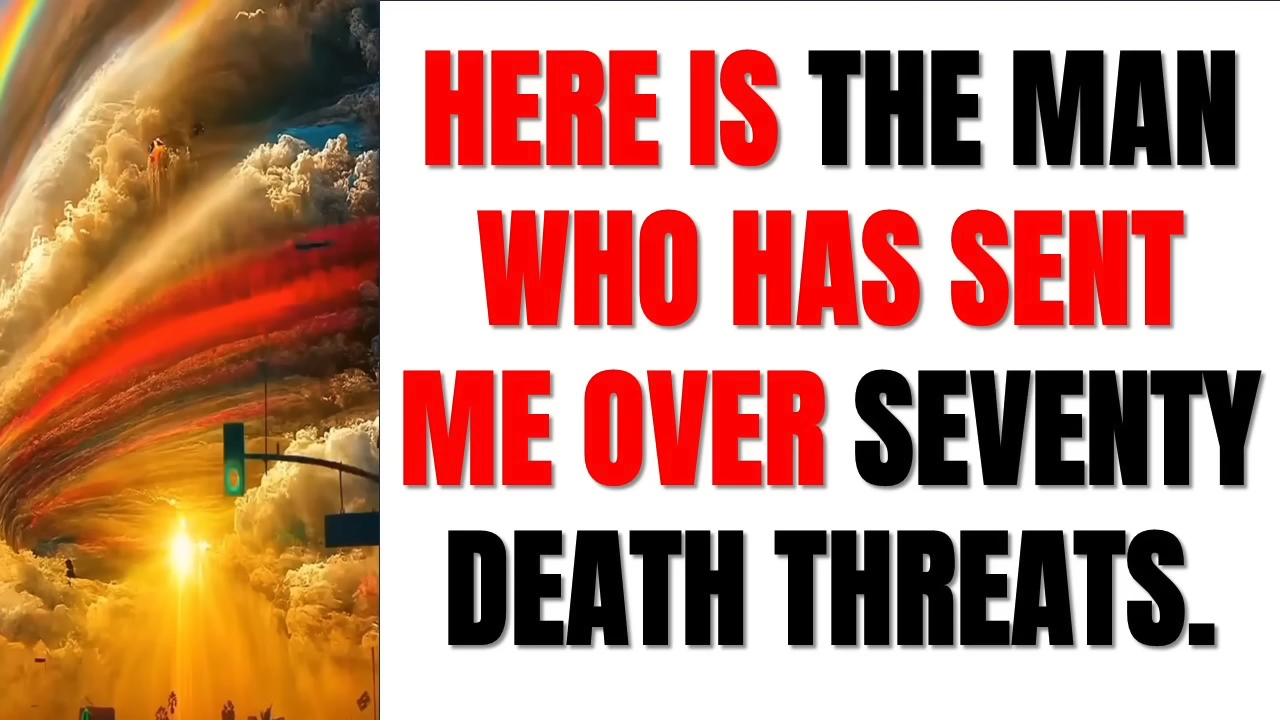 HERE IS THE MAN
WHO HAS SENT
ME OVER SEVENTY
DEATH THREATS.